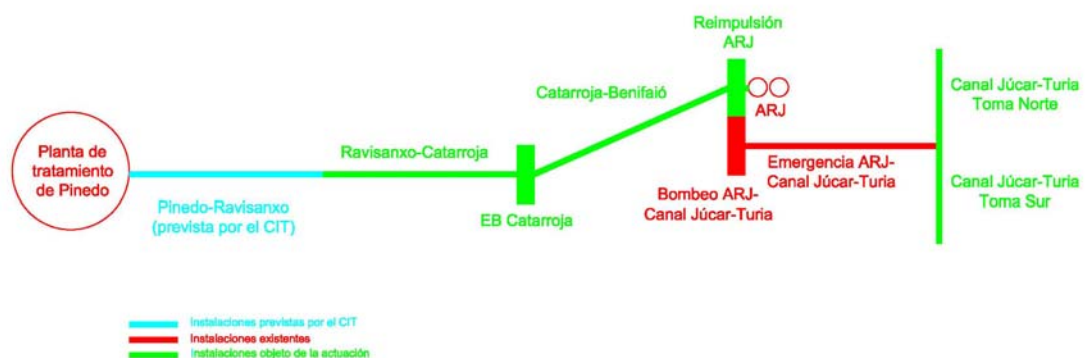 Reimpulsión
ARJ
Catarroja-Benifaió
ARJ
Canal Júcar-Turia
Toma Norte
Planta de
tratamiento
de Pinedo
Ravisanxo-Catarroja
Emergencia ARJ-
Canal Júcar-Turia
Pinedo-Ravisanxo
(prevista por el CIT)
EB Catarroja
Bombeo ARJ-
Canal Júcar-Turia
Canal Júcar-Turia
Toma Sur
Instalaciones previstas por el CIT
Instalaciones existentes
Instalaciones objeto de la actuación